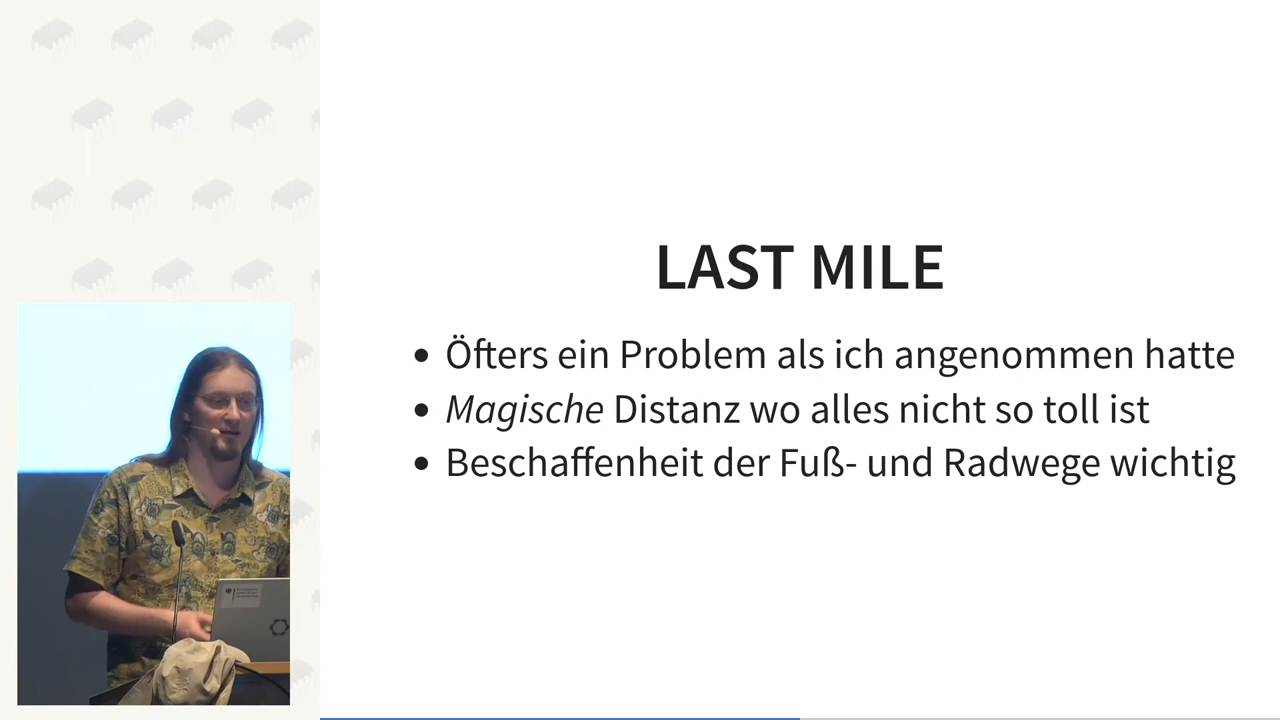 LAST MILE
Öfters ein Problem als ich angenommen hatte
Magische Distanz wo alles nicht so toll ist
Beschaffenheit der Fuß- und Radwege wichtig